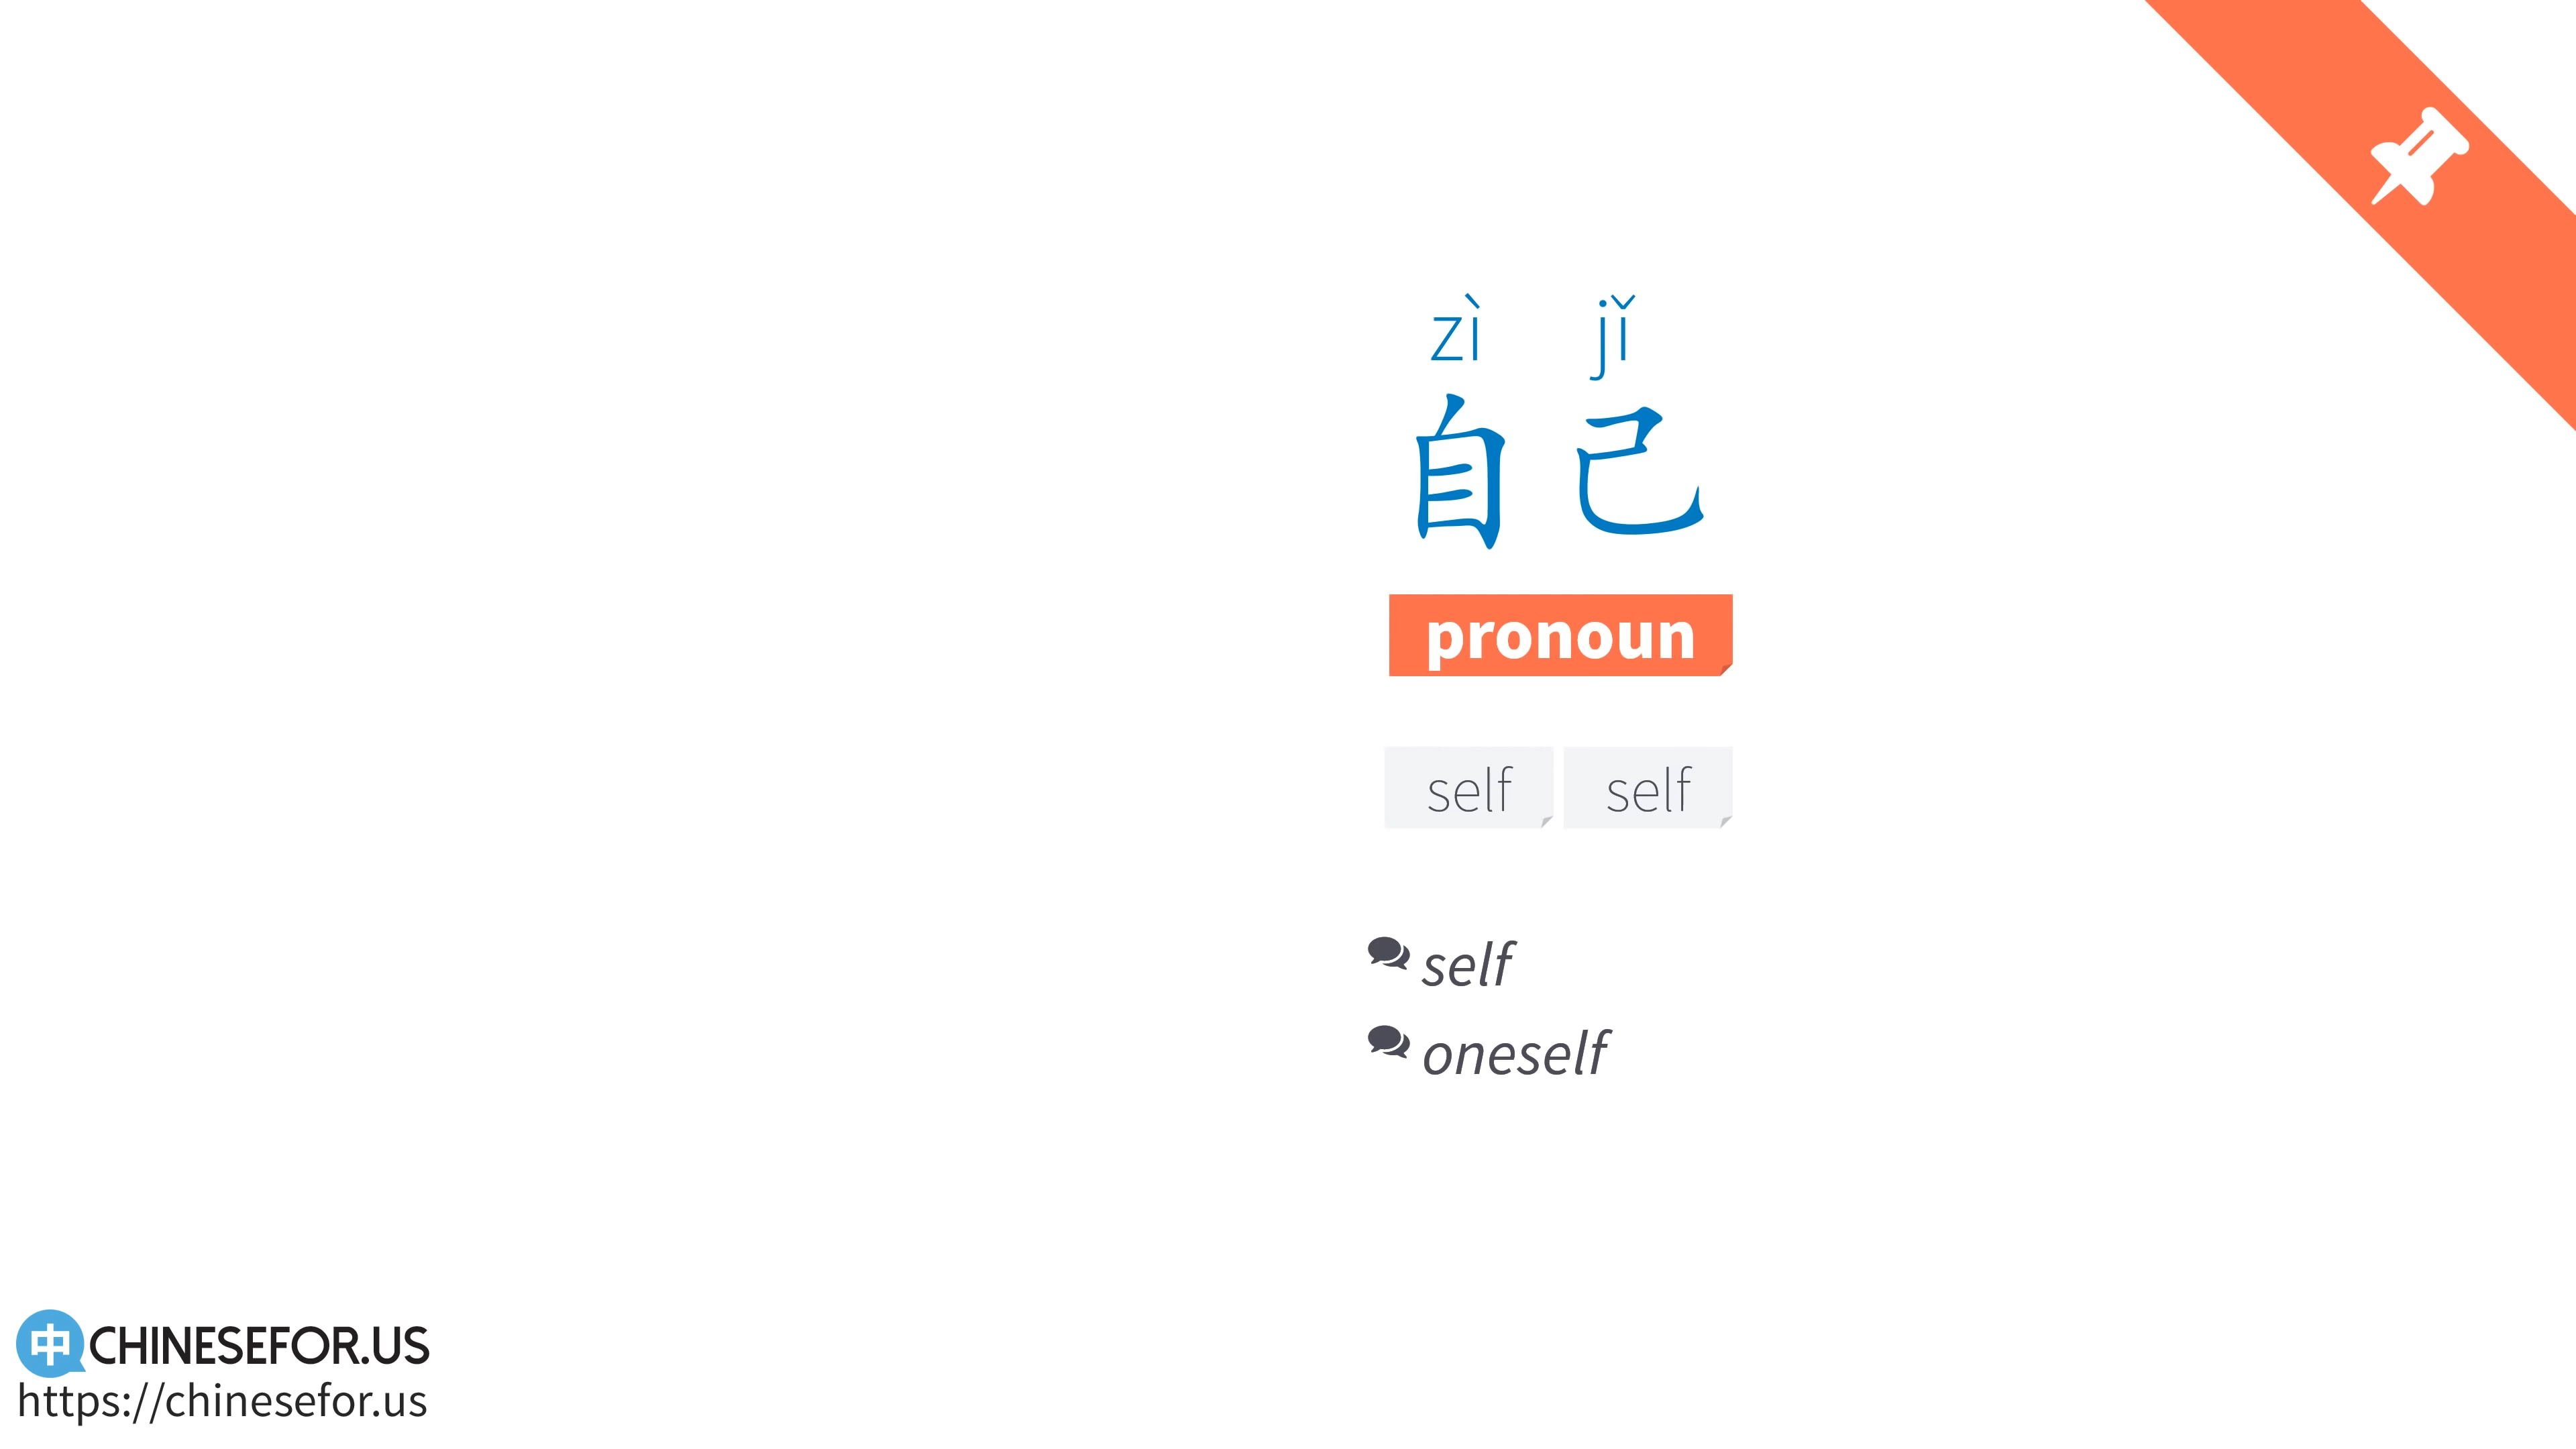 zì jǐ
自己
pronoun
self self
self
oneself
中 CHINESEFOR.US
https://chinesefor.us